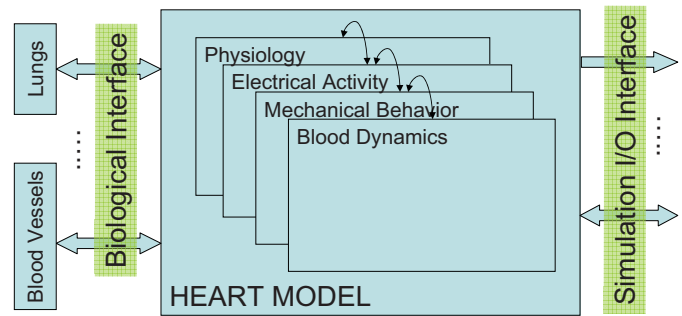 Lungs
Blood Vessels
Biological Interface
Physiology
Electrical Activity
Mechanical Behavior
Blood Dynamics
HEART MODEL
Simulation I/O Interface